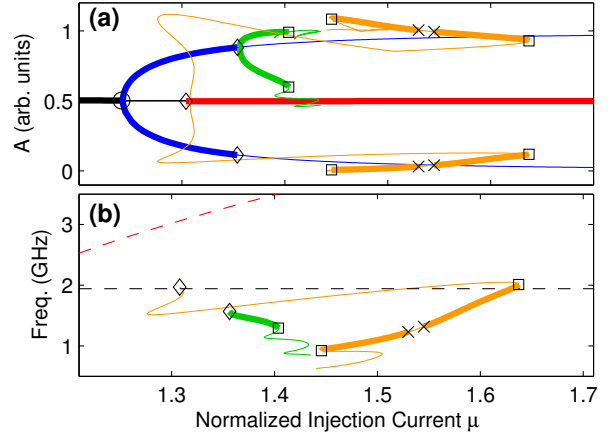 (a)
A (arb. units)
1
0.5
0
(b)
Freq. (GHz)
3
2
1
1.3 1.4 1.5 1.6 1.7
Normalized Injection Current μ